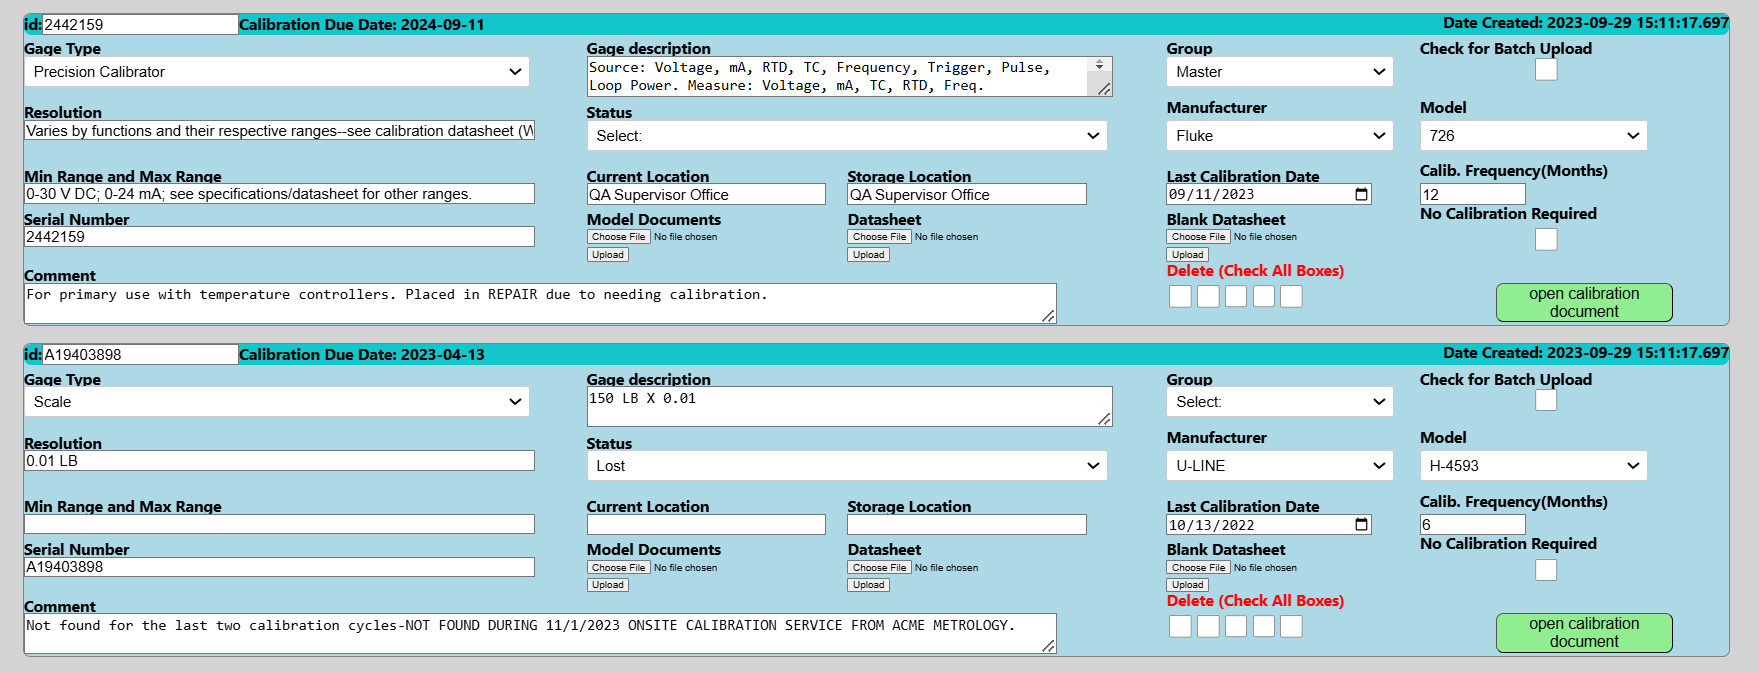 id: 2442159 Calibration Due Date: 2024-09-11 Date Created: 2023-09-29 15:11:17.697
Gage Type Gage description Group Check for Batch Upload
Precision Calibrator Source: Voltage, mA, RTD, TC, Frequency, Trigger, Pulse, Master
Loop Power. Measure: Voltage, mA, TC, RTD, Freq.
Resolution Status Manufacturer Model
Varies by functions and their respective ranges--see calibration datasheet (W Select: Fluke 726
Min Range and Max Range Current Location Storage Location Last Calibration Date Calib. Frequency(Months)
0-30 V DC; 0-24 mA; see specifications/datasheet for other ranges. QA Supervisor Office QA Supervisor Office 09/11/2023 12
Serial Number Model Documents Datasheet Blank Datasheet No Calibration Required
2442159 Choose File No file chosen Choose File No file chosen Choose File No file chosen
Upload Upload Upload
Comment Delete (Check All Boxes)
For primary use with temperature controllers. Placed in REPAIR due to needing calibration. open calibration
document
id: A19403898 Calibration Due Date: 2023-04-13 Date Created: 2023-09-29 15:11:17.697
Gage Type Gage description Group Check for Batch Upload
Scale 150 LB X 0.01 Select:
Resolution Status Manufacturer Model
0.01 LB Lost U-LINE H-4593
Min Range and Max Range Current Location Storage Location Last Calibration Date Calib. Frequency(Months)
10/13/2022 6
Serial Number Model Documents Datasheet Blank Datasheet No Calibration Required
A19403898 Choose File No file chosen Choose File No file chosen Choose File No file chosen
Upload Upload Upload
Comment Delete (Check All Boxes)
Not found for the last two calibration cycles-NOT FOUND DURING 11/1/2023 ONSITE CALIBRATION SERVICE FROM ACME METROLOGY. open calibration
document